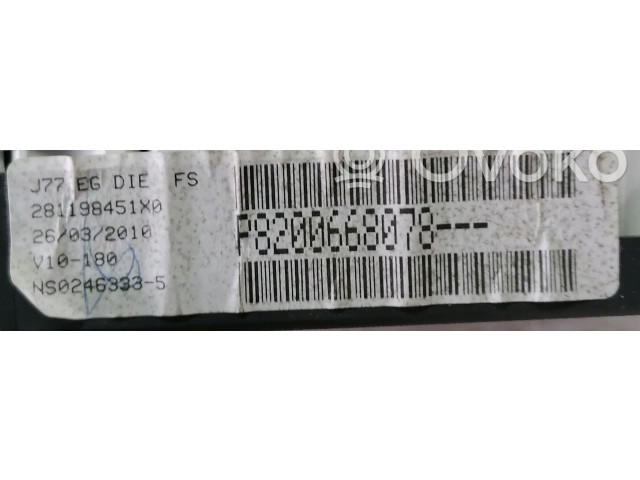 Ovoko
J77 EG DIE FS
281198451X0
26/03/2010
V10-180
NS0246333-5
P8200668078---